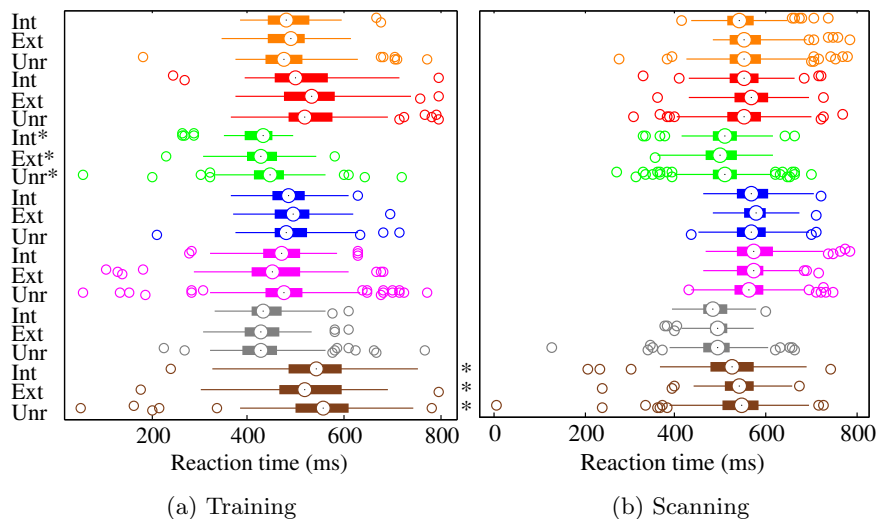 Int
Ext
Unr
Int
Ext
Unr
Int*
Ext*
Unr*
Int
Ext
Unr
Int
Ext
Unr
Int
Ext
Unr
Int *
Ext *
Unr *
200 400 600 800 0 200 400 600 800
Reaction time (ms) Reaction time (ms)
(a) Training (b) Scanning